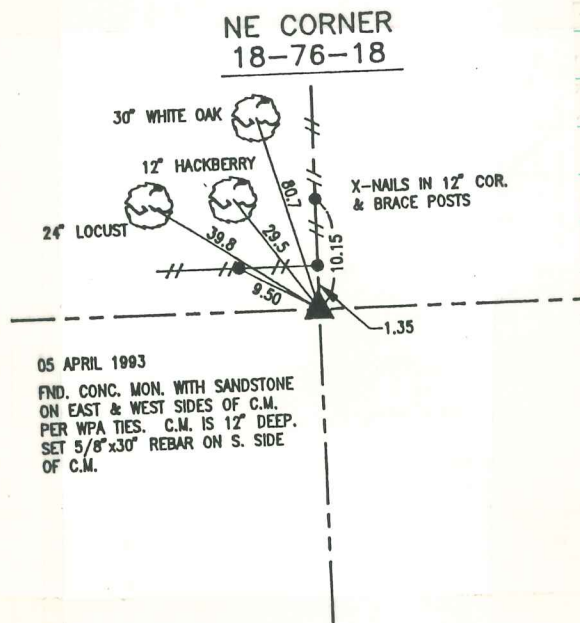 NE CORNER
18-76-18
30" WHITE OAK
12" HACKBERRY
24" LOCUST
80.7
29.5
39.8
9.50
10.15
1.35
X-NAILS IN 12" COR.
& BRACE POSTS
05 APRIL 1993
FND. CONC. MON. WITH SANDSTONE
ON EAST & WEST SIDES OF C.M.
PER WPA TIES. C.M. IS 12" DEEP.
SET 5/8"x30" REBAR ON S. SIDE
OF C.M.